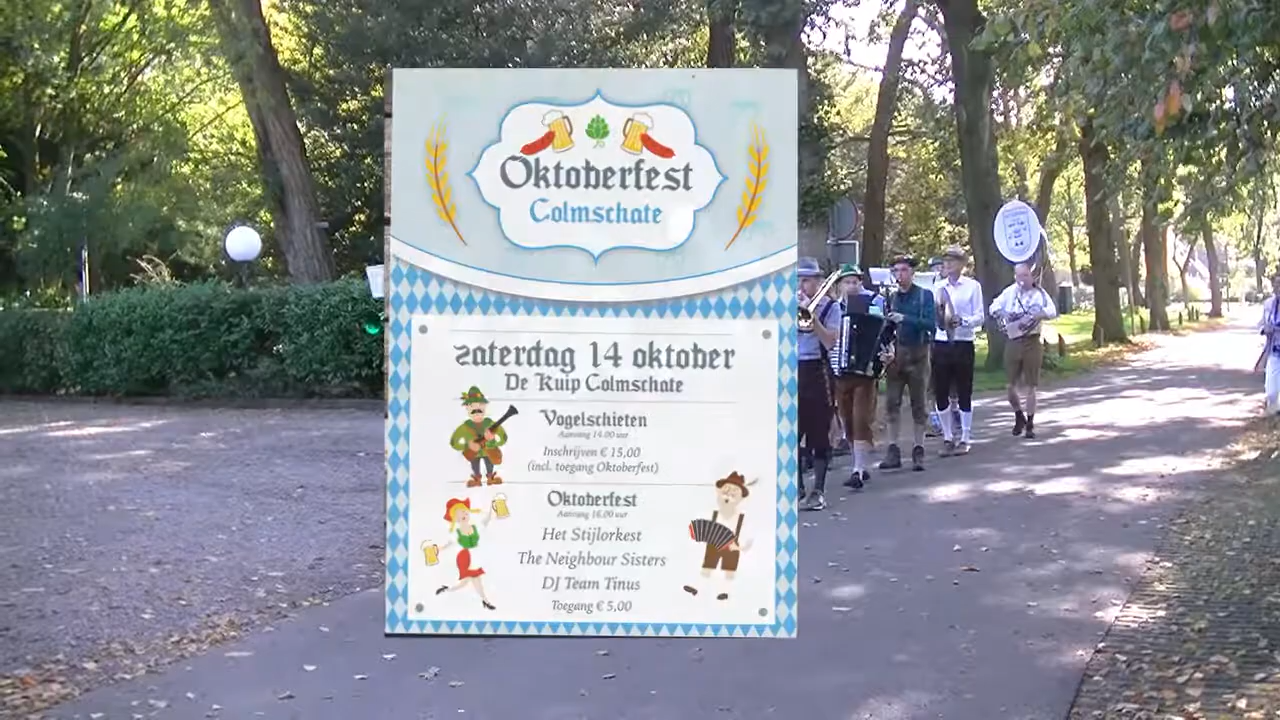 Oktoberfest
Colmschate
zaterdag 14 oktober
De Kuip Colmschate
Vogelschieten
Aanvang 14.00 uur
Inschrijven € 15,00
(incl. toegang Oktoberfest)
Oktoberfest
Aanvang 16.00 uur
Het Stijlorkest
The Neighbour Sisters
DJ Team Tinus
Toegang € 5,00